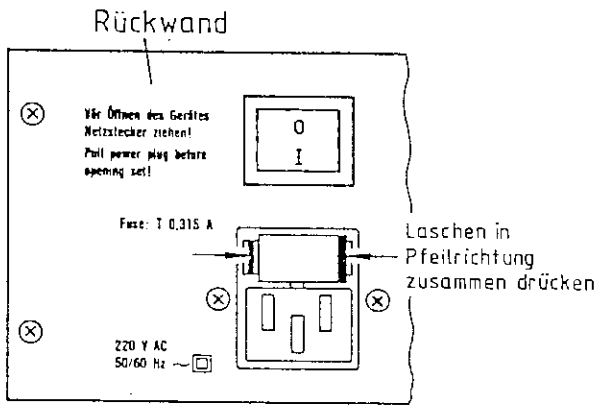 Rückwand
Vor Öffnen des Gerätes
Netzstecker ziehen!
Pull power plug before
opening set!
O
I
Fuse: T 0,315 A
Laschen in
Pfeilrichtung
zusammen drücken
220 V AC
50/60 Hz ~